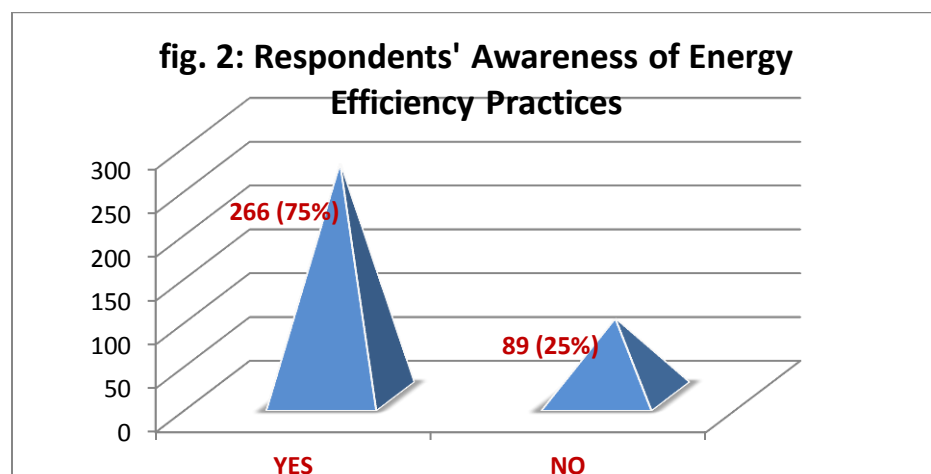 fig. 2: Respondents' Awareness of Energy
Efficiency Practices
300
250
200
150
100
50
0
266 (75%)
89 (25%)
YES
NO